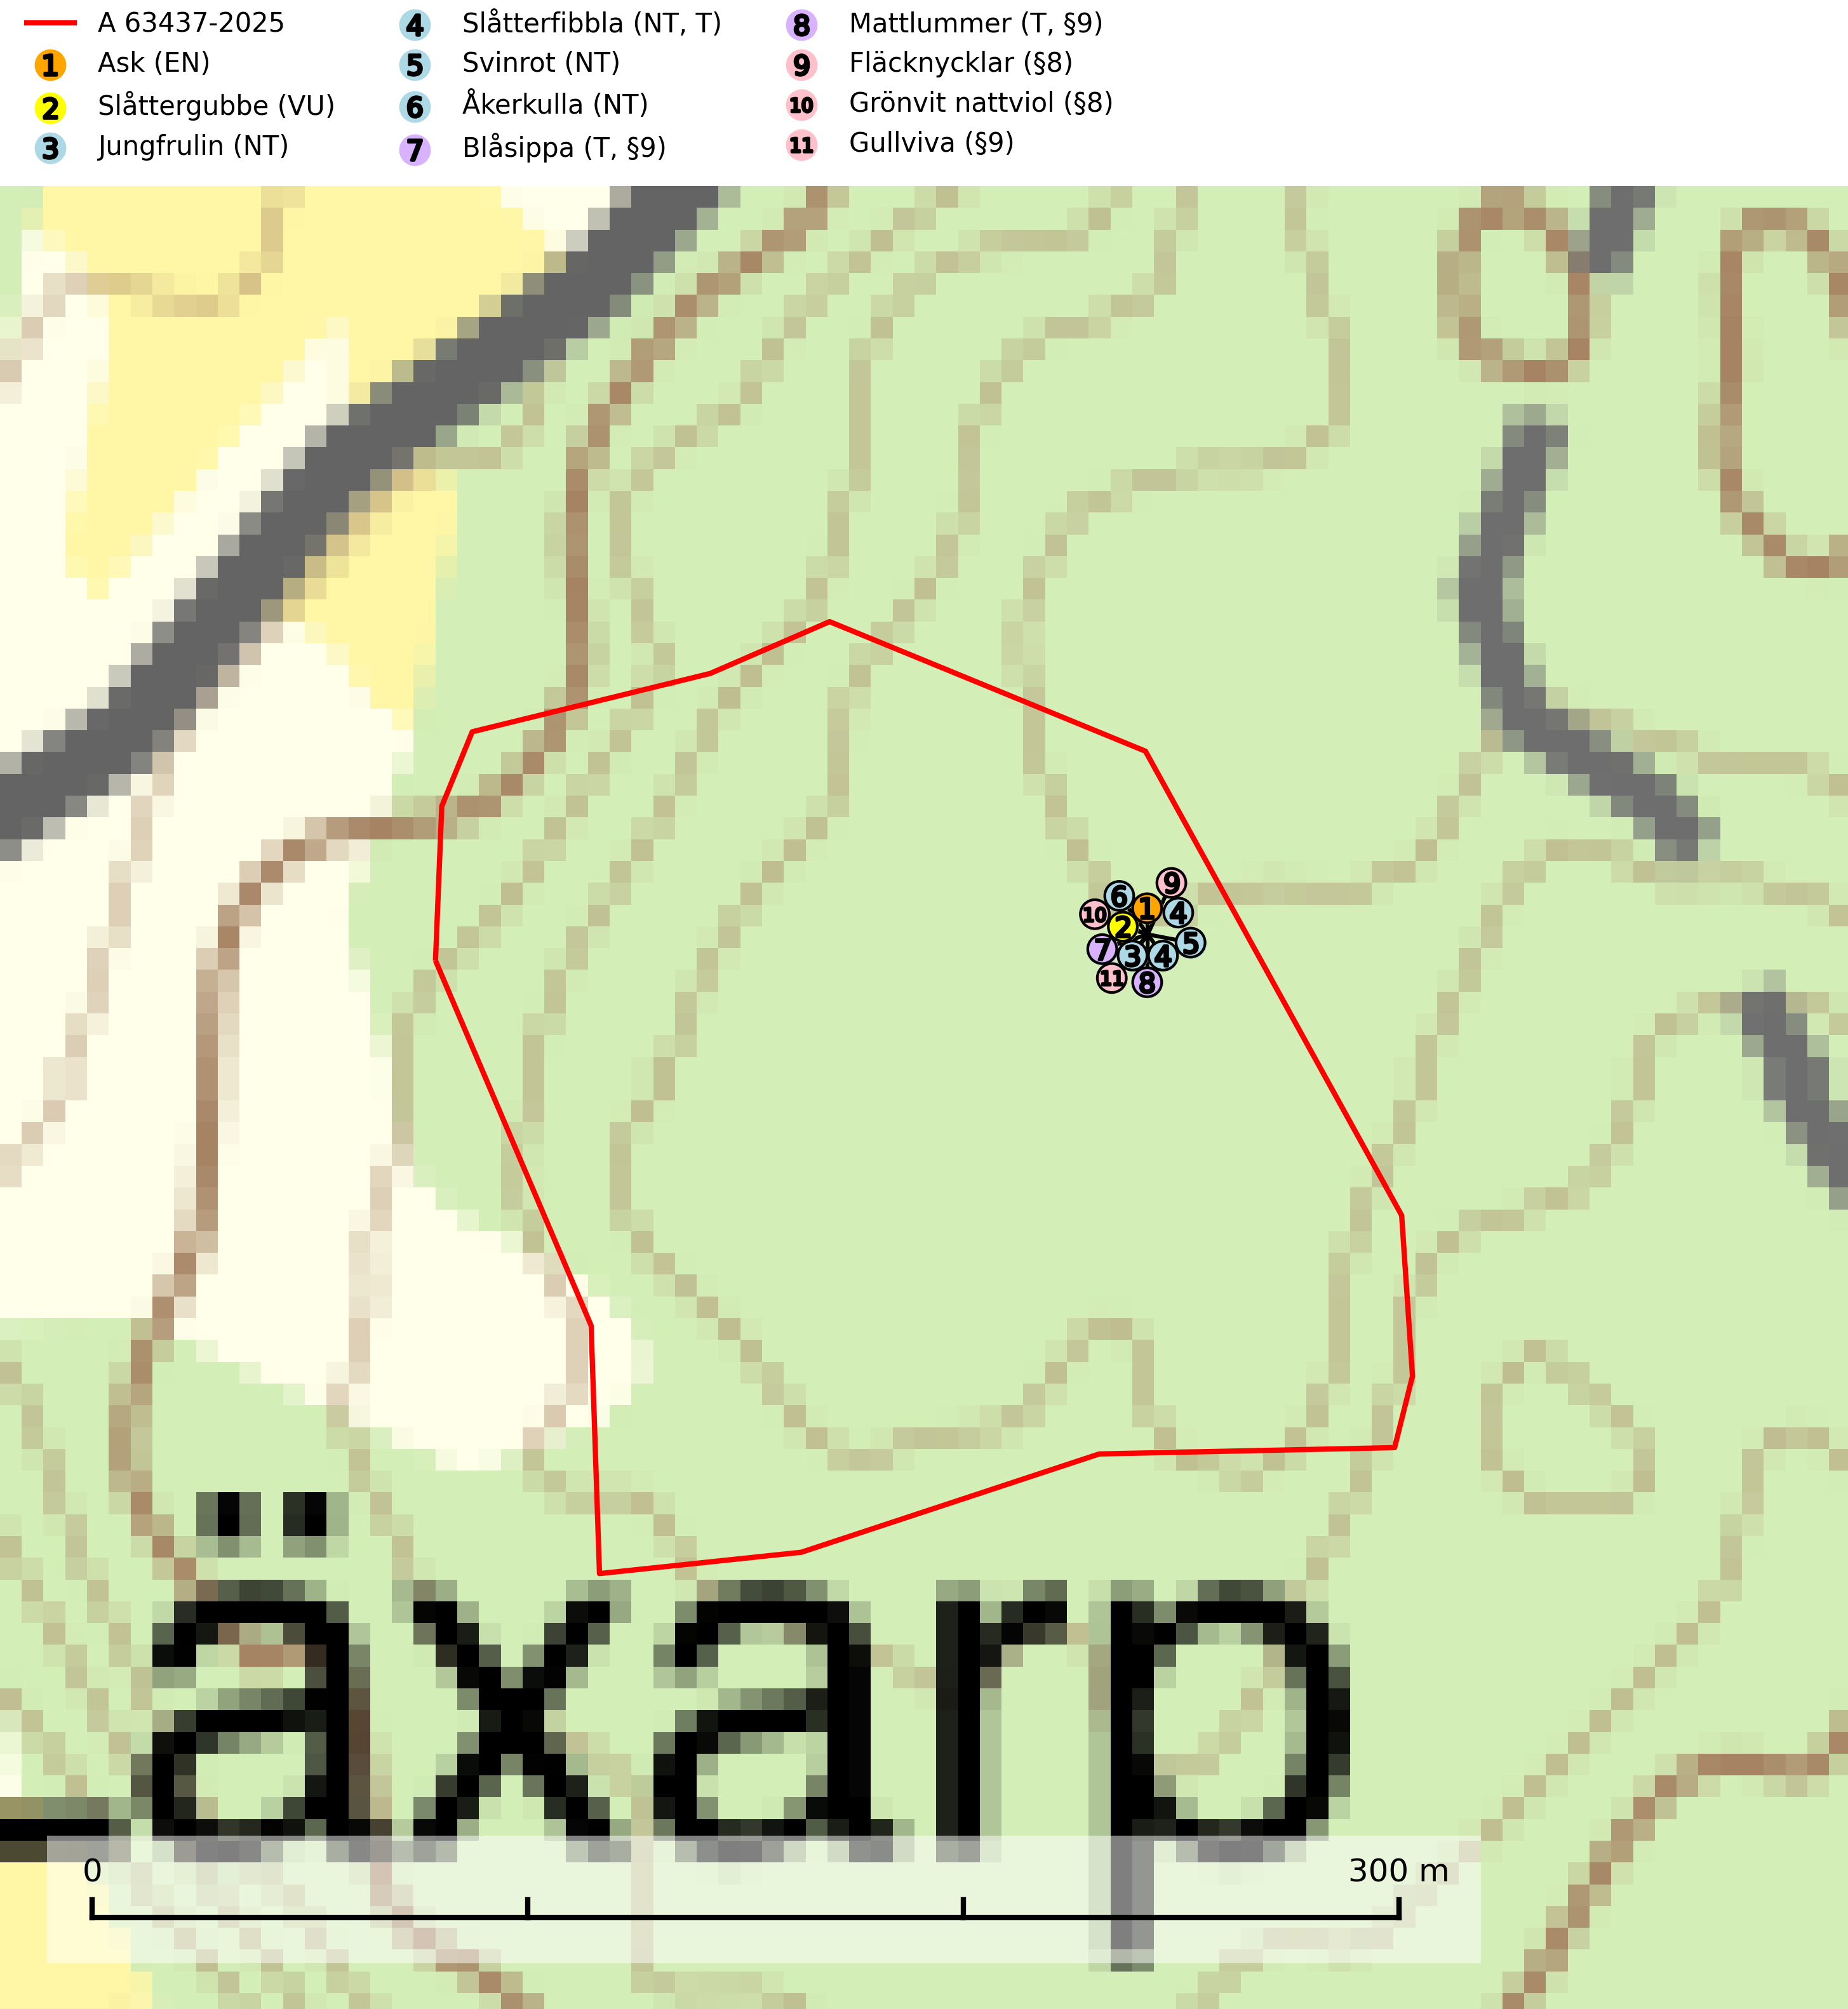 A 63437-2025
1 Ask (EN)
2 Slåttergubbe (VU)
3 Jungfrulin (NT)
4 Slåtterfibbla (NT, T)
5 Svinrot (NT)
6 Åkerkulla (NT)
7 Blåsippa (T, §9)
8 Mattlummer (T, §9)
9 Fläcknycklar (§8)
10 Grönvit nattviol (§8)
11 Gullviva (§9)
9
6
1
10
4
2
5
7
3
4
11
8
axarp
0
300 m